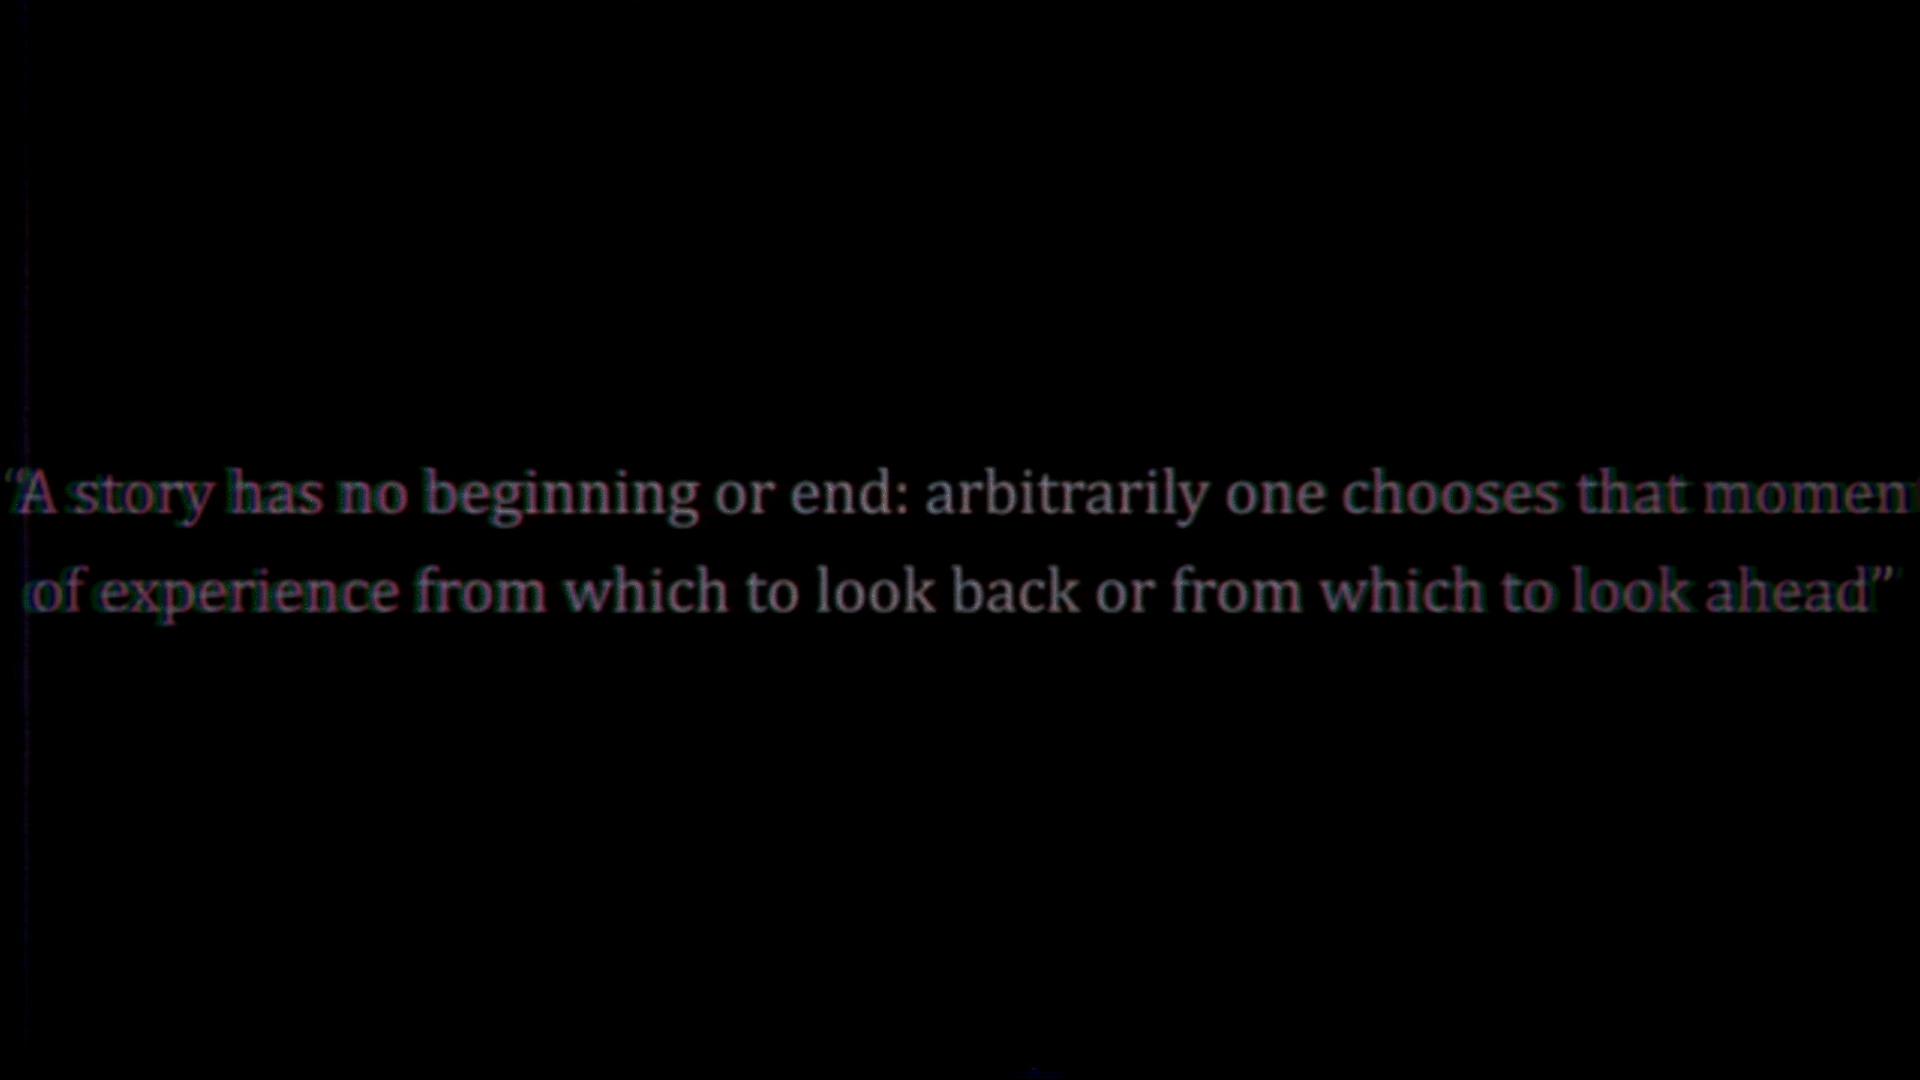 “A story has no beginning or end: arbitrarily one chooses that moment
of experience from which to look back or from which to look ahead”